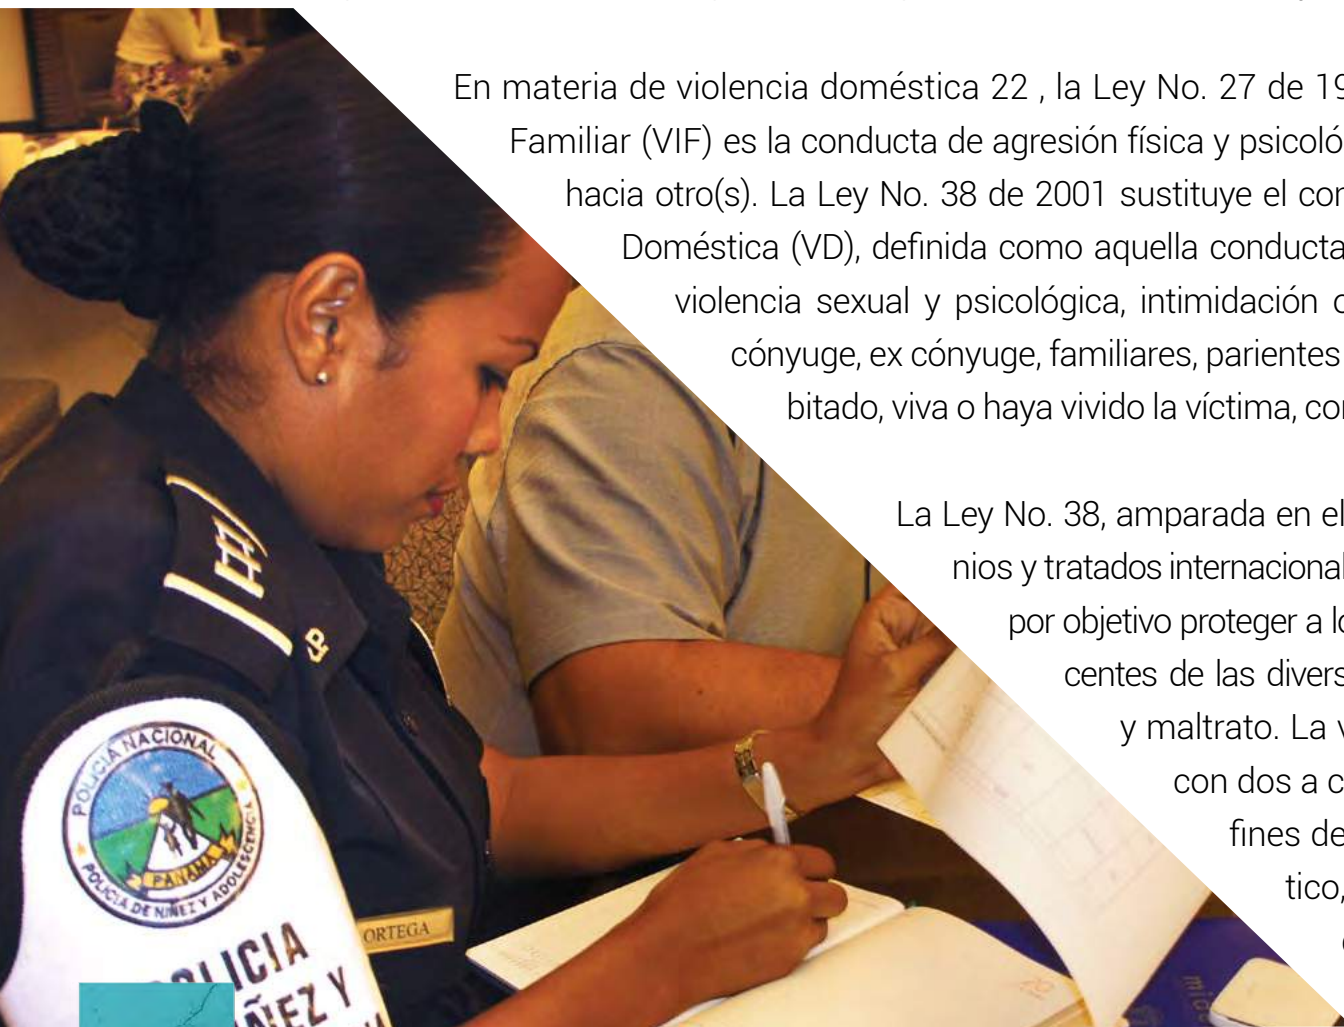 En materia de violencia doméstica 22 , la Ley No. 27 de 19
Familiar (VIF) es la conducta de agresión física y psicoló
hacia otro(s). La Ley No. 38 de 2001 sustituye el con
Doméstica (VD), definida como aquella conducta
violencia sexual y psicológica, intimidación o
cónyuge, ex cónyuge, familiares, parientes
bitado, viva o haya vivido la víctima, con
La Ley No. 38, amparada en el
nios y tratados internacional
por objetivo proteger a lo
centes de las divers
y maltrato. La v
con dos a c
fines de
tico,
POLICIA NACIONAL
PANAMA
POLICIA DE NIÑEZ Y ADOLESCENCIA
ORTEGA
OLICIA
ÑEZ Y